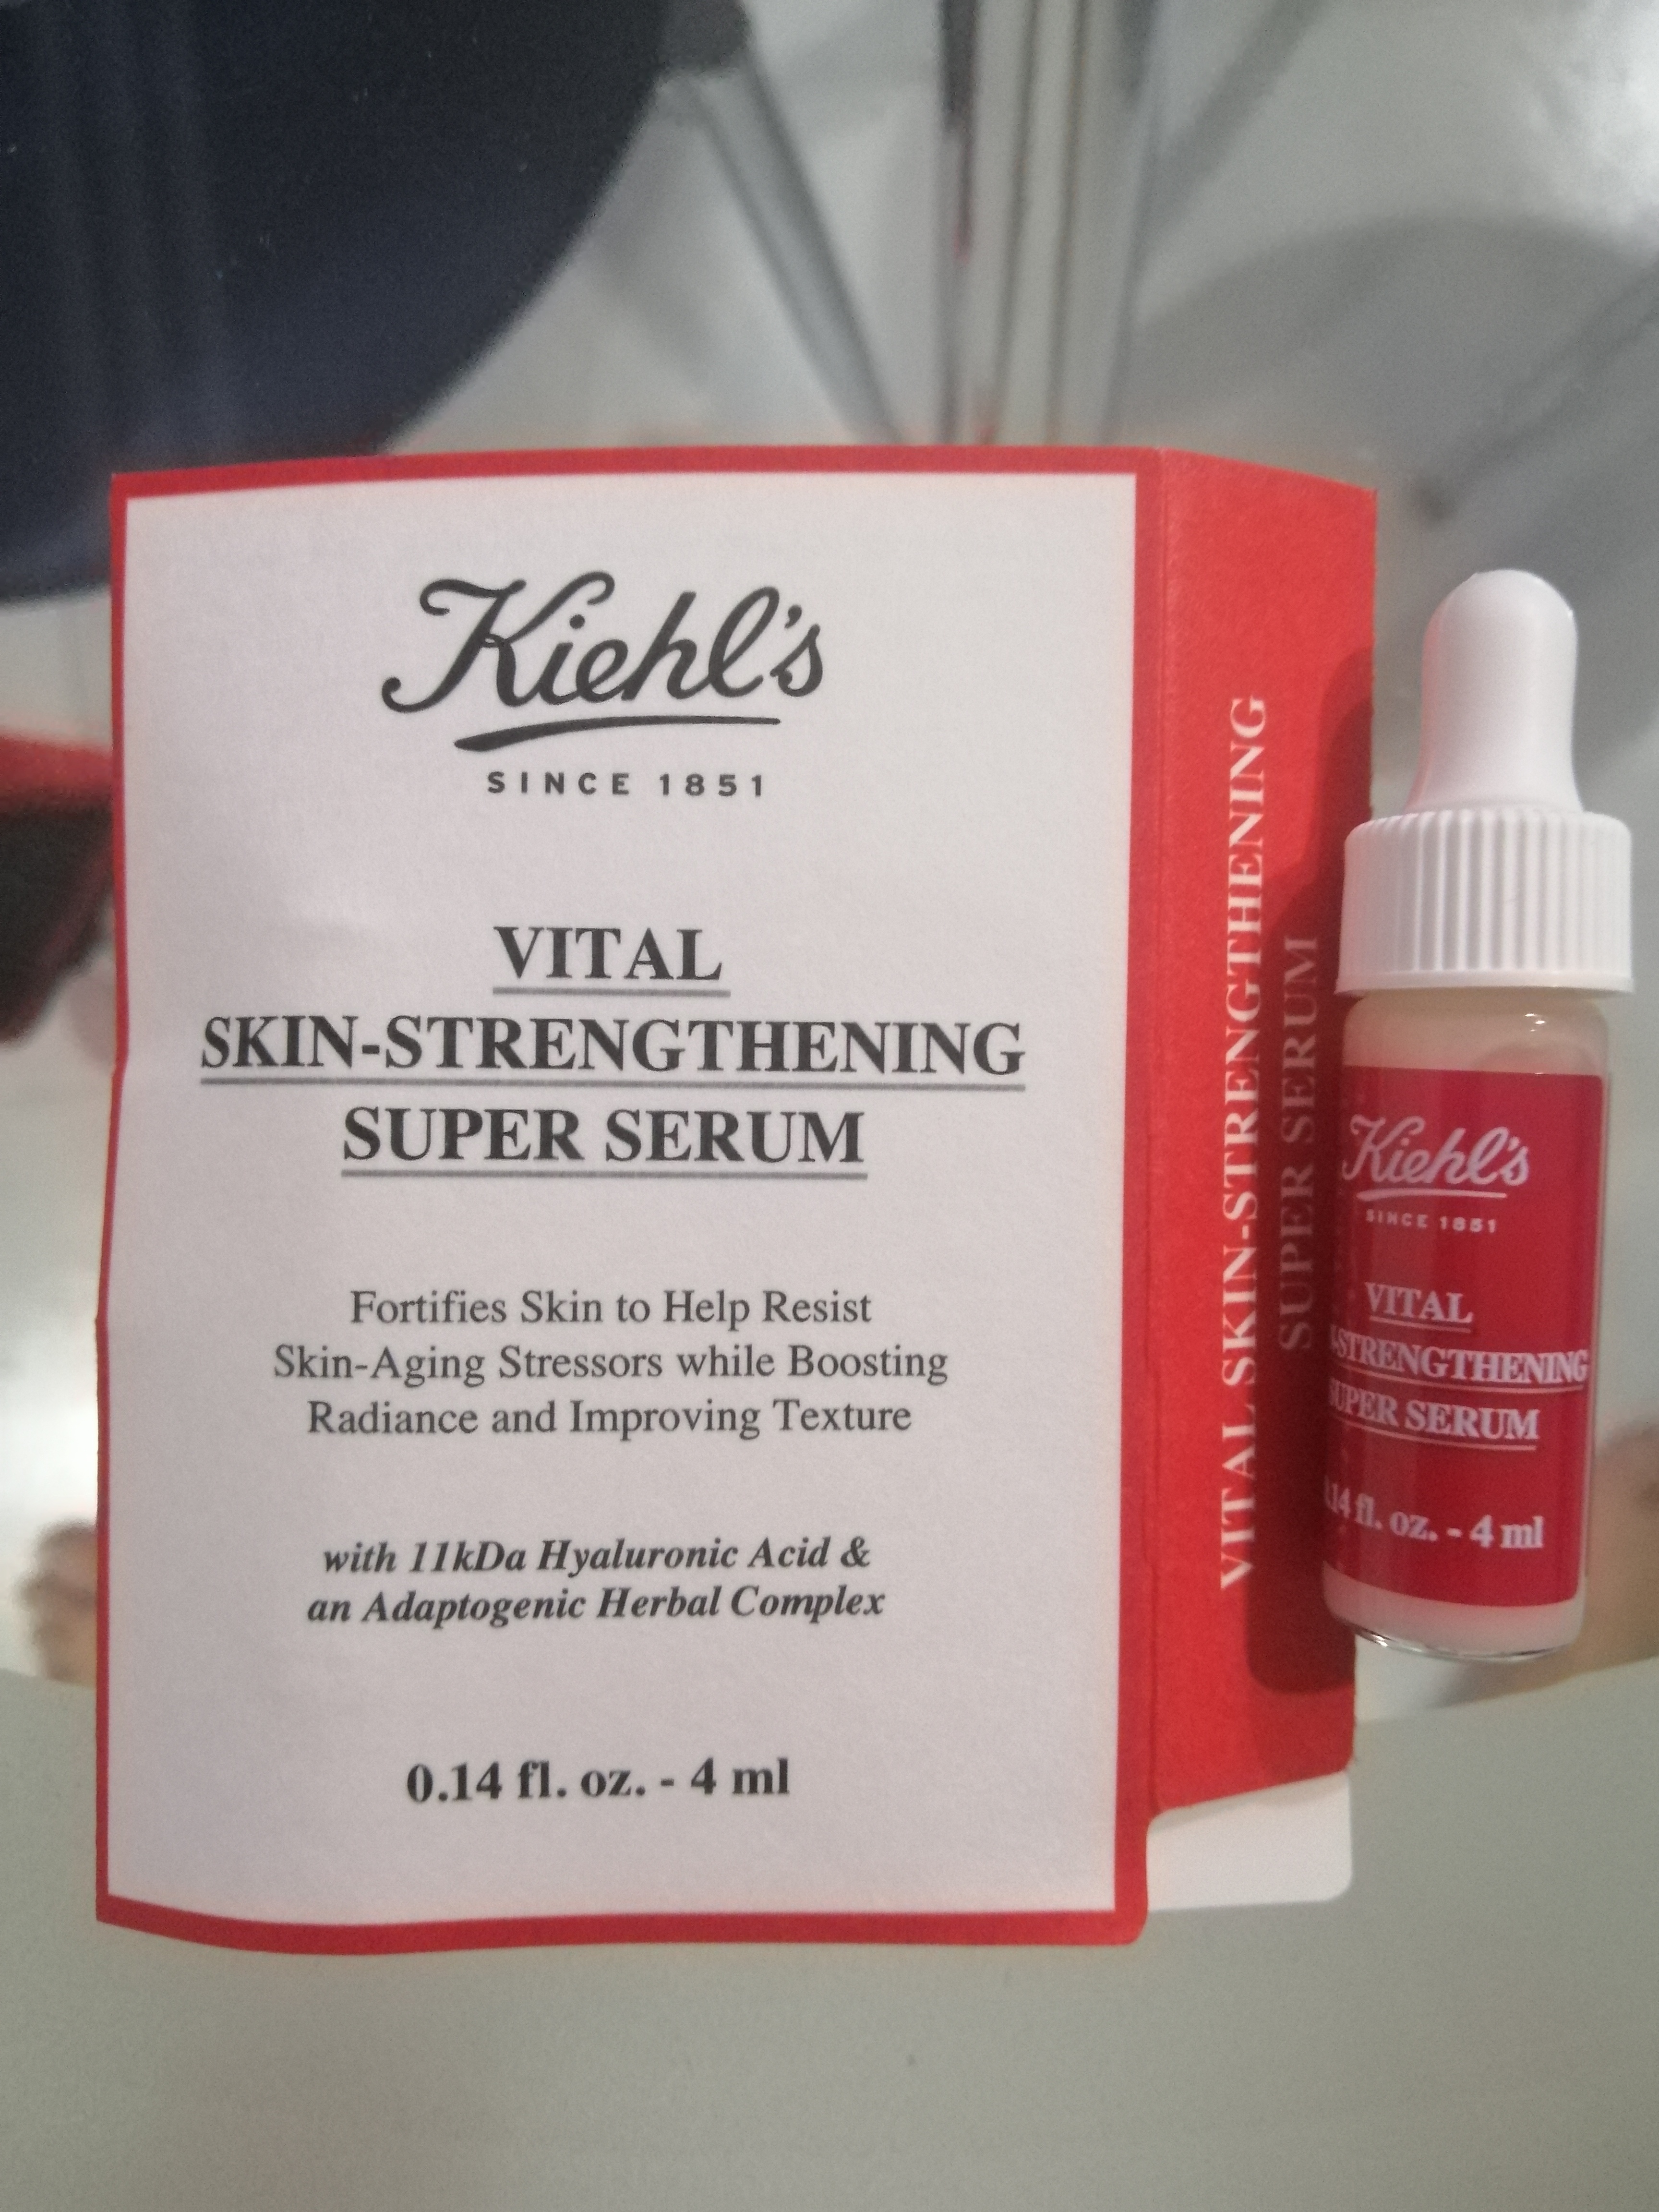 Kiehl's
SINCE 1851
VITAL
SKIN-STRENGTHENING
SUPER SERUM
Fortifies Skin to Help Resist
Skin-Aging Stressors while Boosting
Radiance and Improving Texture
with 11kDa Hyaluronic Acid &
an Adaptogenic Herbal Complex
0.14 fl. oz. - 4 ml
VITAL SKIN-STRENGTHENING
SUPER SERUM
Kiehl's
SINCE 1851
VITAL
-STRENGTHENING
SUPER SERUM
.14 fl. oz. - 4 ml